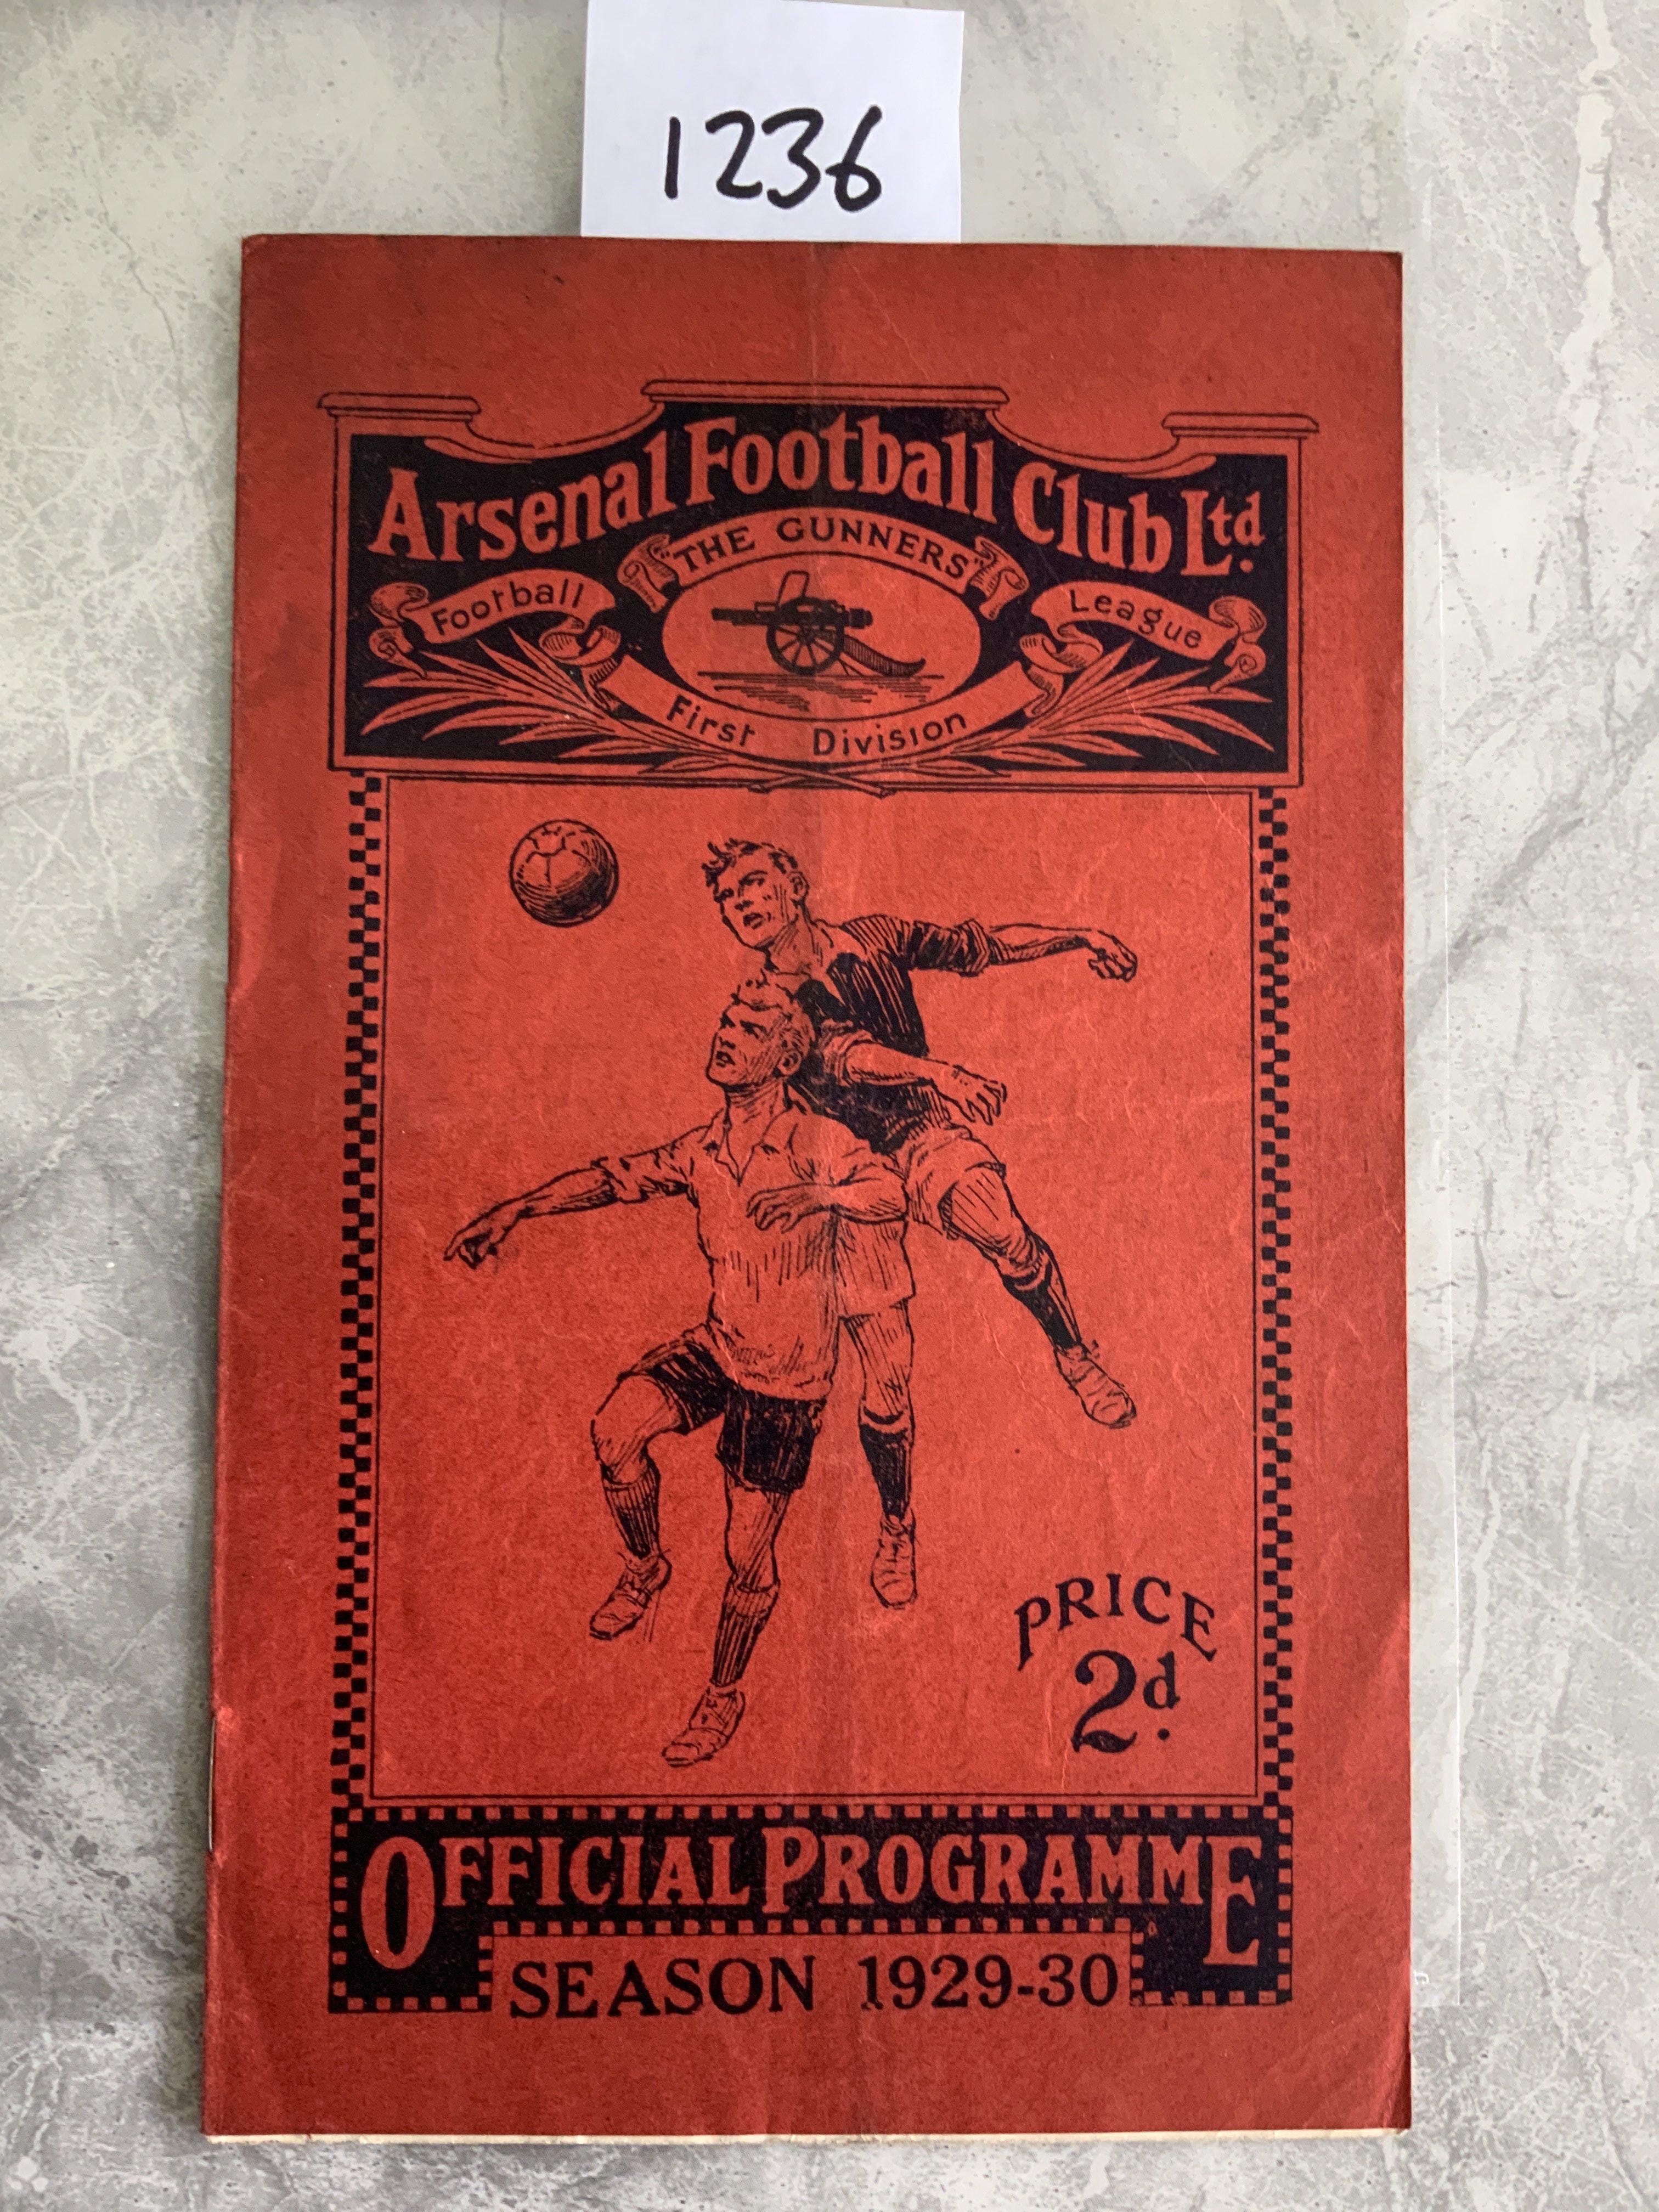 1236
Arsenal Football Club Ltd.
"THE GUNNERS"
Football League
First Division
PRICE
2d.
OFFICIAL PROGRAMME
SEASON 1929-30